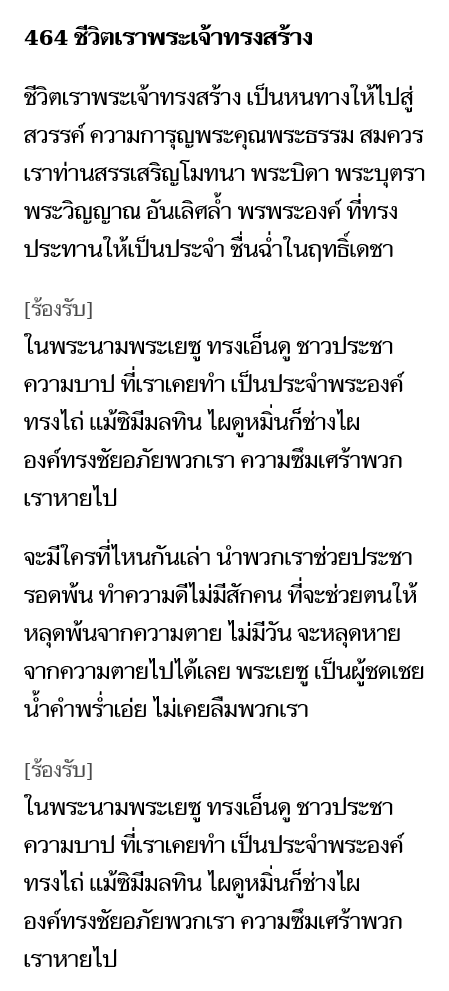 464 ชีวิตเราพระเจ้าทรงสร้าง
ชีวิตเราพระเจ้าทรงสร้าง เป็นหนทางให้ไปสู่
สวรรค์ ความการุญพระคุณพระธรรม สมควร
เราท่านสรรเสริญโมทนา พระบิดา พระบุตรา
พระวิญญาณ อันเลิศล้ำ พรพระองค์ ที่ทรง
ประทานให้เป็นประจำ ชื่นฉ่ำในฤทธิ์เดชา
[ร้องรับ]
ในพระนามพระเยซู ทรงเอ็นดู ชาวประชา
ความบาป ที่เราเคยทำ เป็นประจำพระองค์
ทรงไถ่ แม้ซิมีมลทิน ไผดูหมิ่นก็ช่างไผ
องค์ทรงชัยอภัยพวกเรา ความซึมเศร้าพวก
เราหายไป
จะมีใครที่ไหนกันเล่า นำพวกเราช่วยประชา
รอดพ้น ทำความดีไม่มีสักคน ที่จะช่วยตนให้
หลุดพ้นจากความตาย ไม่มีวัน จะหลุดหาย
จากความตายไปได้เลย พระเยซู เป็นผู้ชดเชย
น้ำคำพร่ำเอ่ย ไม่เคยลืมพวกเรา
[ร้องรับ]
ในพระนามพระเยซู ทรงเอ็นดู ชาวประชา
ความบาป ที่เราเคยทำ เป็นประจำพระองค์
ทรงไถ่ แม้ซิมีมลทิน ไผดูหมิ่นก็ช่างไผ
องค์ทรงชัยอภัยพวกเรา ความซึมเศร้าพวก
เราหายไป